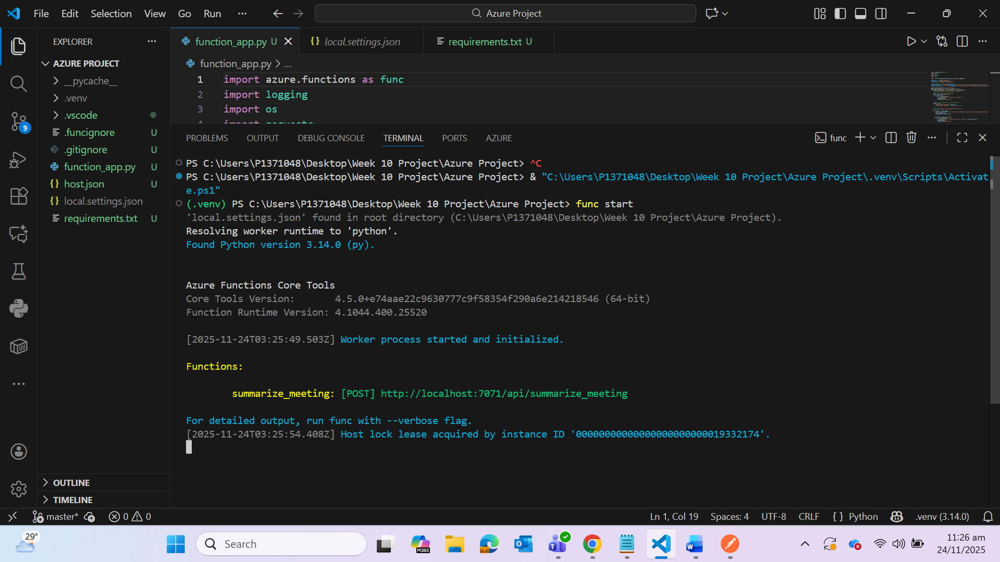 File Edit Selection View Go Run ...
Azure Project
EXPLORER
function_app.py U
{} local.settings.json
requirements.txt U
AZURE PROJECT
function_app.py > ...
__pycache__
.venv
.vscode
.funcignore U
.gitignore U
function_app.py U
{} host.json U
{} local.settings.json
requirements.txt U
1 import azure.functions as func
2 import logging
3 import os
4 import requests
9
PROBLEMS OUTPUT DEBUG CONSOLE TERMINAL PORTS AZURE
func
PS C:\Users\P1371048\Desktop\Week 10 Project\Azure Project> ^C
PS C:\Users\P1371048\Desktop\Week 10 Project\Azure Project> & "C:\Users\P1371048\Desktop\Week 10 Project\Azure Project\.venv\Scripts\Activat
e.ps1"
(.venv) PS C:\Users\P1371048\Desktop\Week 10 Project\Azure Project> func start
'local.settings.json' found in root directory (C:\Users\P1371048\Desktop\Week 10 Project\Azure Project).
Resolving worker runtime to 'python'.
Found Python version 3.14.0 (py).
Azure Functions Core Tools
Core Tools Version: 4.5.0+e74aae22c9630777c9f58354f290a6e214218546 (64-bit)
Function Runtime Version: 4.1044.400.25520
[2025-11-24T03:25:49.503Z] Worker process started and initialized.
Functions:
summarize_meeting: [POST] http://localhost:7071/api/summarize_meeting
For detailed output, run func with --verbose flag.
[2025-11-24T03:25:54.408Z] Host lock lease acquired by instance ID '00000000000000000000000019332174'.
OUTLINE
TIMELINE
master* 0 0
Ln 1, Col 19 Spaces: 4 UTF-8 CRLF {} Python .venv (3.14.0)
29°
Search
M365
11:26 am
24/11/2025